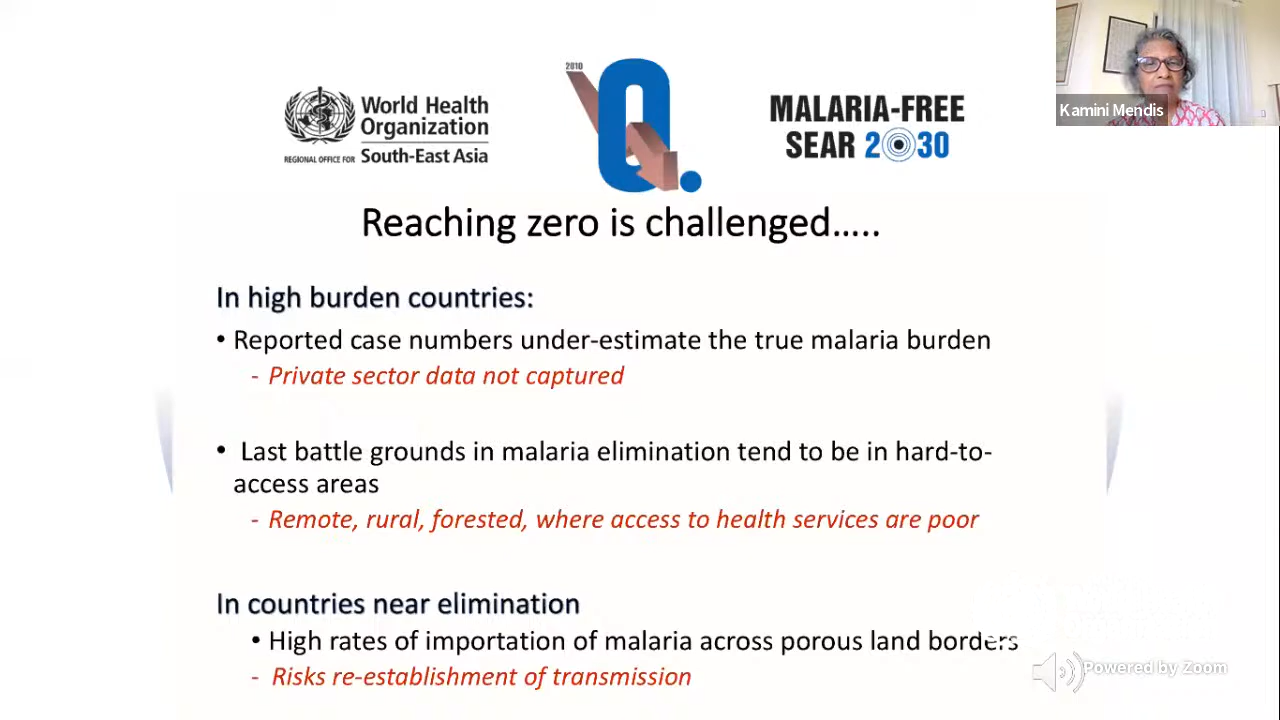 Kamini Mendis
World Health
Organization
REGIONAL OFFICE FOR
South-East Asia
2010
0.
MALARIA-FREE
SEAR 2030
Reaching zero is challenged.....
In high burden countries:
• Reported case numbers under-estimate the true malaria burden
- Private sector data not captured
• Last battle grounds in malaria elimination tend to be in hard-to-
access areas
- Remote, rural, forested, where access to health services are poor
In countries near elimination
• High rates of importation of malaria across porous land borders
- Risks re-establishment of transmission
Powered by Zoom